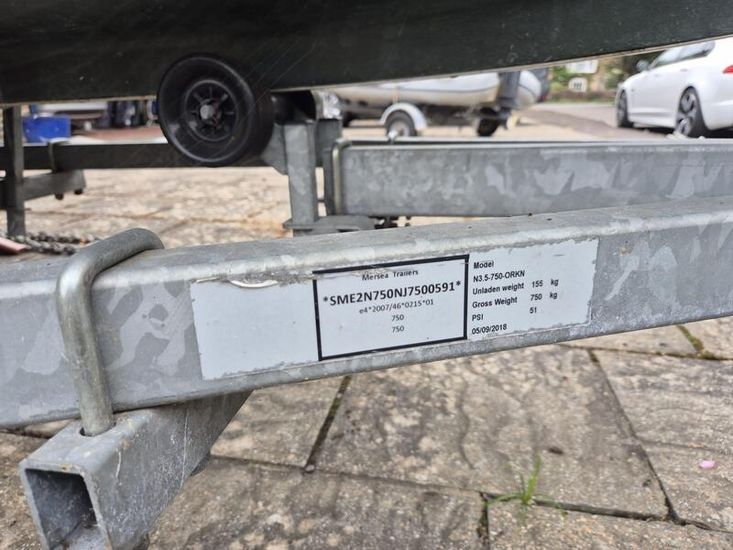 Mersea Trailers
*SME2N750NJ7500591*
e4*2007/46*0215*01
750
750
Model
N3.5-750-ORKN
Unladen weight 155 kg
Gross Weight 750 kg
PSI 51
05/09/2018